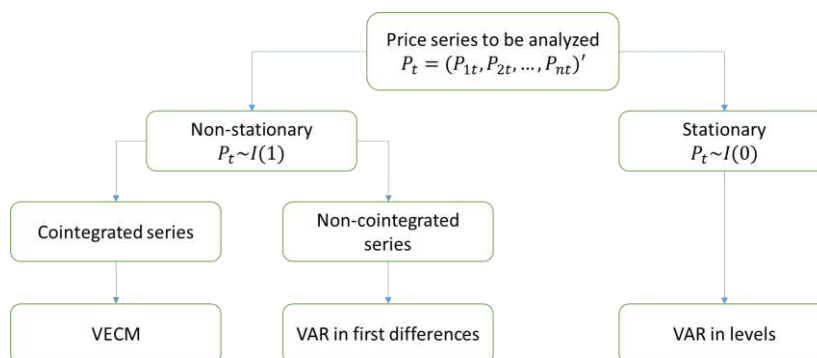 Price series to be analyzed
𝑃𝑡 = (𝑃1𝑡, 𝑃2𝑡, … , 𝑃𝑛𝑡)′
Non-stationary
𝑃𝑡~𝐼(1)
Stationary
𝑃𝑡~𝐼(0)
Cointegrated series
Non-cointegrated
series
VECM
VAR in first differences
VAR in levels